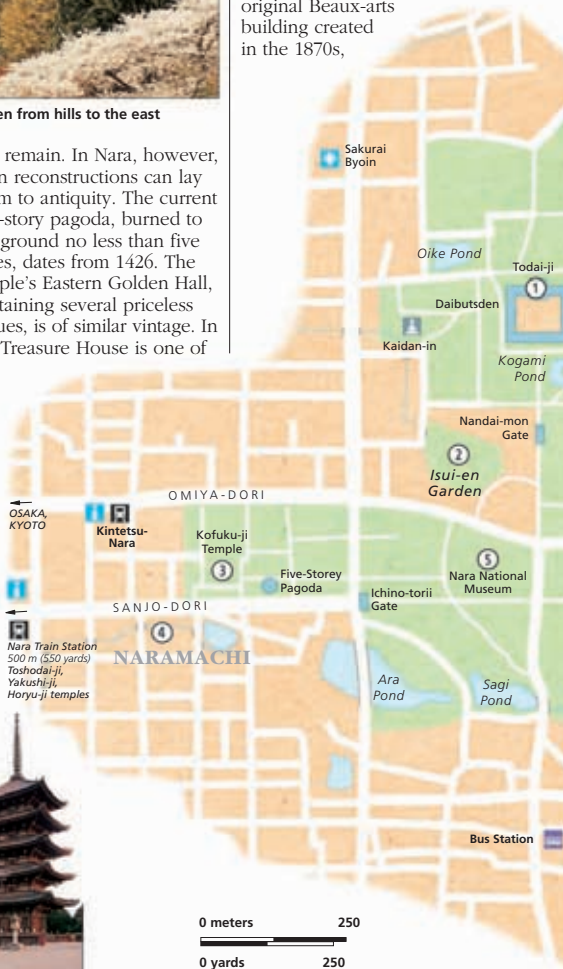 original Beaux-arts
building created
in the 1870s,
en from hills to the east
remain. In Nara, however,
n reconstructions can lay
m to antiquity. The current
-story pagoda, burned to
ground no less than five
es, dates from 1426. The
ple's Eastern Golden Hall,
taining several priceless
ues, is of similar vintage. In
Treasure House is one of
Sakurai
Byoin
Oike Pond
Todai-ji
1
Daibutsden
Kaidan-in
Kogami
Pond
Nandai-mon
Gate
2
Isui-en
Garden
OMIYA-DORI
OSAKA,
KYOTO
Kintetsu-
Nara
Kofuku-ji
Temple
3
Five-Storey
Pagoda
5
Nara National
Museum
Ichino-torii
Gate
SANJO-DORI
4
NARAMACHI
Nara Train Station
500 m (550 yards)
Toshodai-ji,
Yakushi-ji,
Horyu-ji temples
Ara
Pond
Sagi
Pond
Bus Station
0 meters 250
0 yards 250